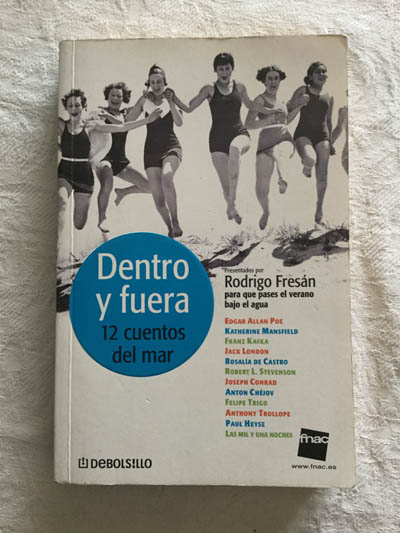 Dentro
y fuera
12 cuentos
del mar
Presentados por
Rodrigo Fresán
para que pases el verano
bajo el agua
EDGAR ALLAN POE
KATHERINE MANSFIELD
FRANZ KAFKA
JACK LONDON
ROSALÍA DE CASTRO
ROBERT L. STEVENSON
JOSEPH CONRAD
ANTON CHÉJOV
FELIPE TRIGO
ANTHONY TROLLOPE
PAUL HEYSE
LAS MIL Y UNA NOCHES
fnac
www.fnac.es
DEBOLS!LLO